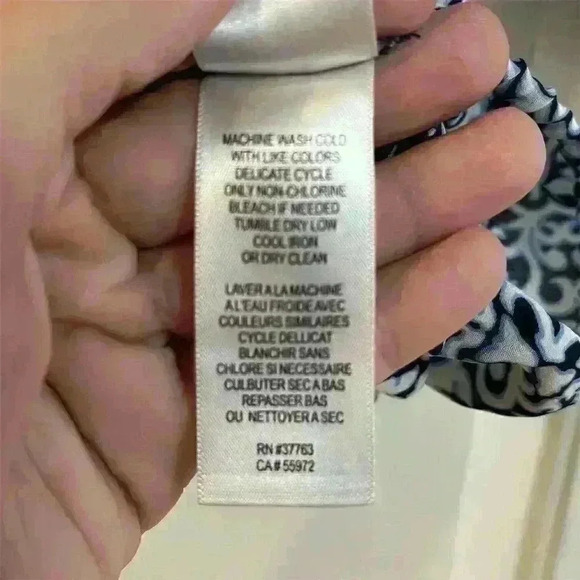 MACHINE WASH COLD
WITH LIKE COLORS
DELICATE CYCLE
ONLY NON-CHLORINE
BLEACH IF NEEDED
TUMBLE DRY LOW
COOL IRON
OR DRY CLEAN
LAVER A LA MACHINE
A L'EAU FROIDE AVEC
COULEURS SIMILAIRES
CYCLE DELLICAT
BLANCHIR SANS
CHLORE SI NECESSAIRE
CULBUTER SEC A BAS
REPASSER BAS
OU NETTOYER A SEC
RN #37763
CA# 55972